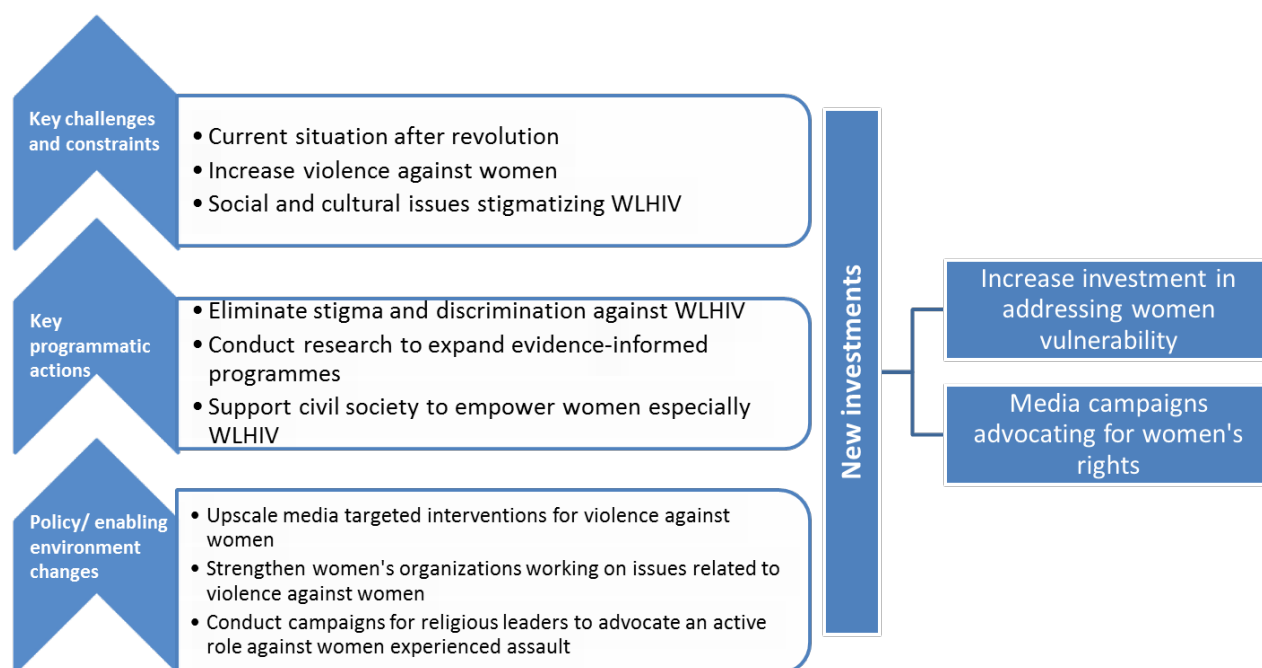 Key challenges
and constraints
• Current situation after revolution
• Increase violence against women
• Social and cultural issues stigmatizing WLHIV
Key
programmatic
actions
• Eliminate stigma and discrimination against WLHIV
• Conduct research to expand evidence-informed
programmes
• Support civil society to empower women especially
WLHIV
Policy/ enabling
environment
changes
• Upscale media targeted interventions for violence against
women
• Strengthen women's organizations working on issues related to
violence against women
• Conduct campaigns for religious leaders to advocate an active
role against women experienced assault
New investments
Increase investment in
addressing women
vulnerability
Media campaigns
advocating for women's
rights